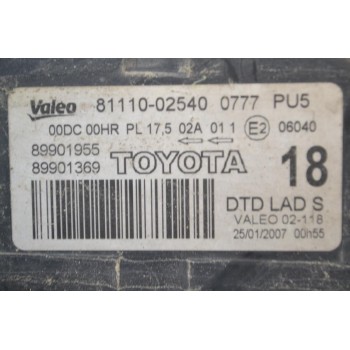 Valeo 81110-02540 0777 PU5
00DC 00HR PL 17,5 02A 01 1 E2 06040
89901955
89901369
TOYOTA
18
DTD LAD S
VALEO 02-118
25/01/2007 00h55